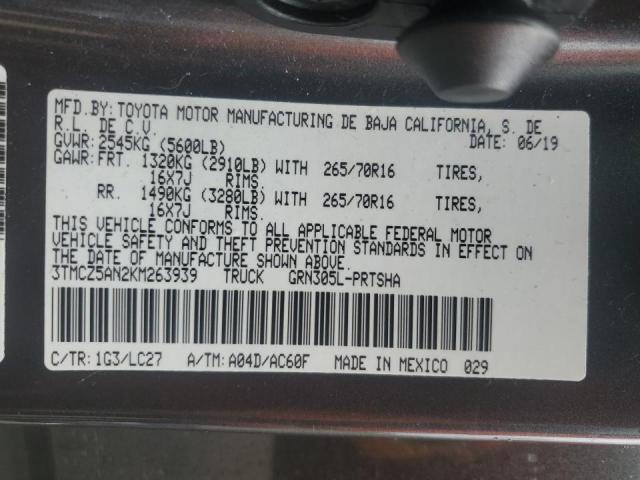 MFD.BY:TOYOTA MOTOR MANUFACTURING DE BAJA CALIFORNIA, S. DE
R.L. DE C.V. DATE: 06/19
GVWR:2545KG (5600LB)
GAWR:FRT. 1320KG (2910LB) WITH 265/70R16 TIRES,
16X7J RIMS.
RR. 1490KG (3280LB) WITH 265/70R16 TIRES,
16X7J RIMS.
THIS VEHICLE CONFORMS TO ALL APPLICABLE FEDERAL MOTOR
VEHICLE SAFETY AND THEFT PREVENTION STANDARDS IN EFFECT ON
THE DATE OF MANUFACTURE SHOWN ABOVE.
3TMCZ5AN2KM263939 TRUCK GRN305L-PRTSHA
C/TR:1G3/LC27 A/TM:A04D/AC60F MADE IN MEXICO 029